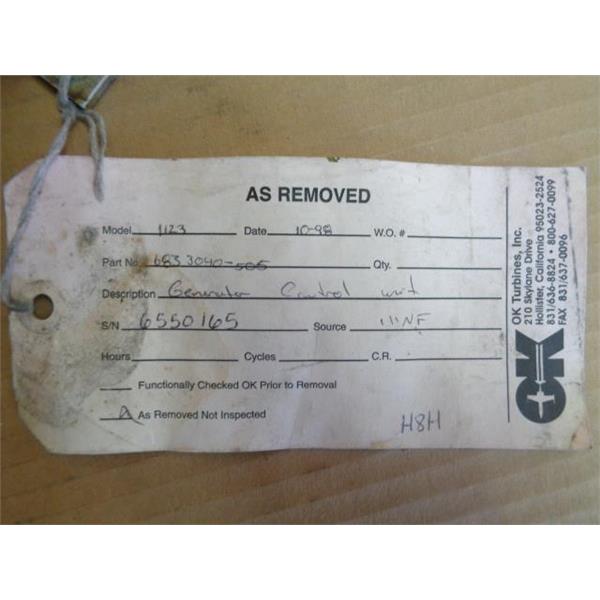 AS REMOVED
Model 1123 Date 10-98 W.O. #
Part No. 6833040-505 Qty.
Description Generator Control unit
S/N 6550165 Source 111NF
Hours Cycles C.R.
Functionally Checked OK Prior to Removal
As Removed Not Inspected
H8H
OK
OK Turbines, Inc.
210 Skylane Drive
Hollister, California 95023-2524
831/636-8824 • 800-627-0099
FAX 831/637-0096